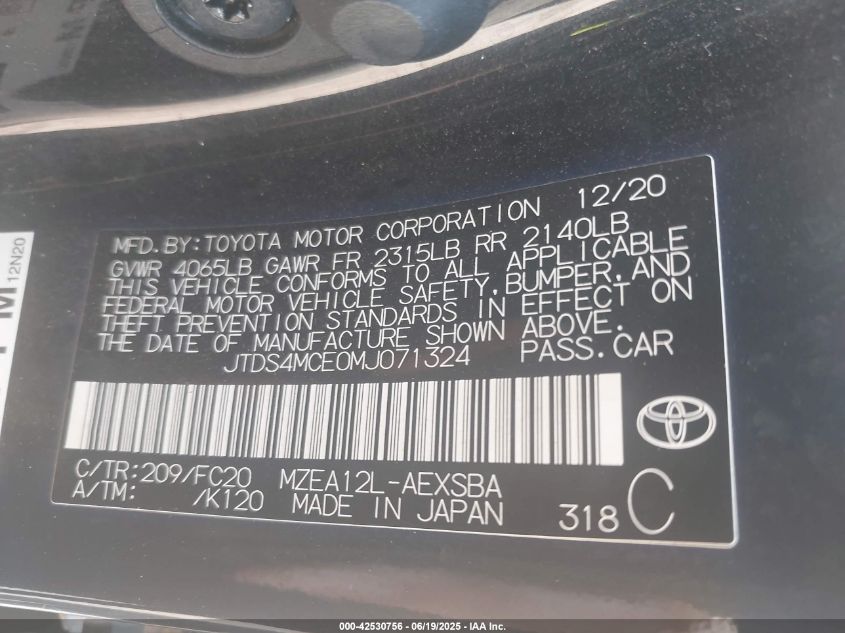 MFD. BY: TOYOTA MOTOR CORPORATION 12/20
GVWR 4065LB GAWR FR 2315LB RR 2140LB
THIS VEHICLE CONFORMS TO ALL APPLICABLE
FEDERAL MOTOR VEHICLE SAFETY, BUMPER, AND
THEFT PREVENTION STANDARDS IN EFFECT ON
THE DATE OF MANUFACTURE SHOWN ABOVE.
JTDS4MCE0MJ071324 PASS. CAR
C/TR: 209/FC20 MZEA12L-AEXSBA
A/TM: /K120 MADE IN JAPAN 318 C
M 12N20
000-42530756 - 06/19/2025 - IAA Inc.